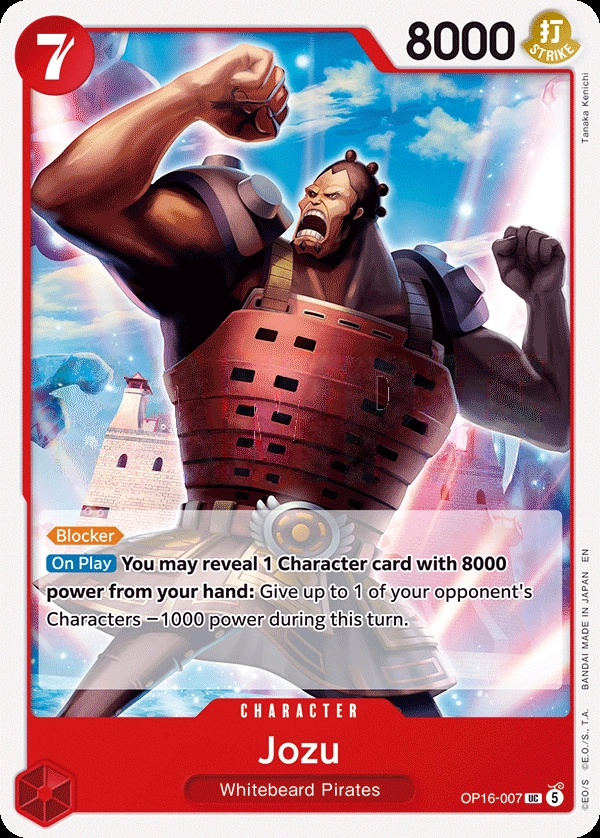 7
8000
打
STRIKE
Tanaka Kenichi
Blocker
On Play You may reveal 1 Character card with 8000
power from your hand: Give up to 1 of your opponent's
Characters −1000 power during this turn.
CHARACTER
Jozu
Whitebeard Pirates
OP16-007 UC 5
©EO/S ©E.O./S., T.A. BANDAI MADE IN JAPAN EN